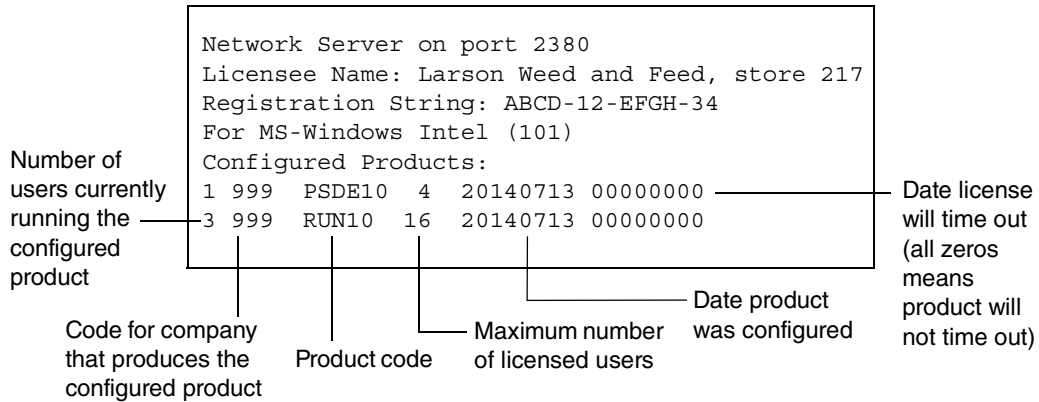 Network Server on port 2380
Licensee Name: Larson Weed and Feed, store 217
Registration String: ABCD-12-EFGH-34
For MS-Windows Intel (101)
Configured Products:
1 999 PSDE10 4 20140713 00000000
3 999 RUN10 16 20140713 00000000
Number of
users currently
running the
configured
product
Date license
will time out
(all zeros
means
product will
not time out)
Code for company
that produces the
configured product
Product code
Maximum number
of licensed users
Date product
was configured